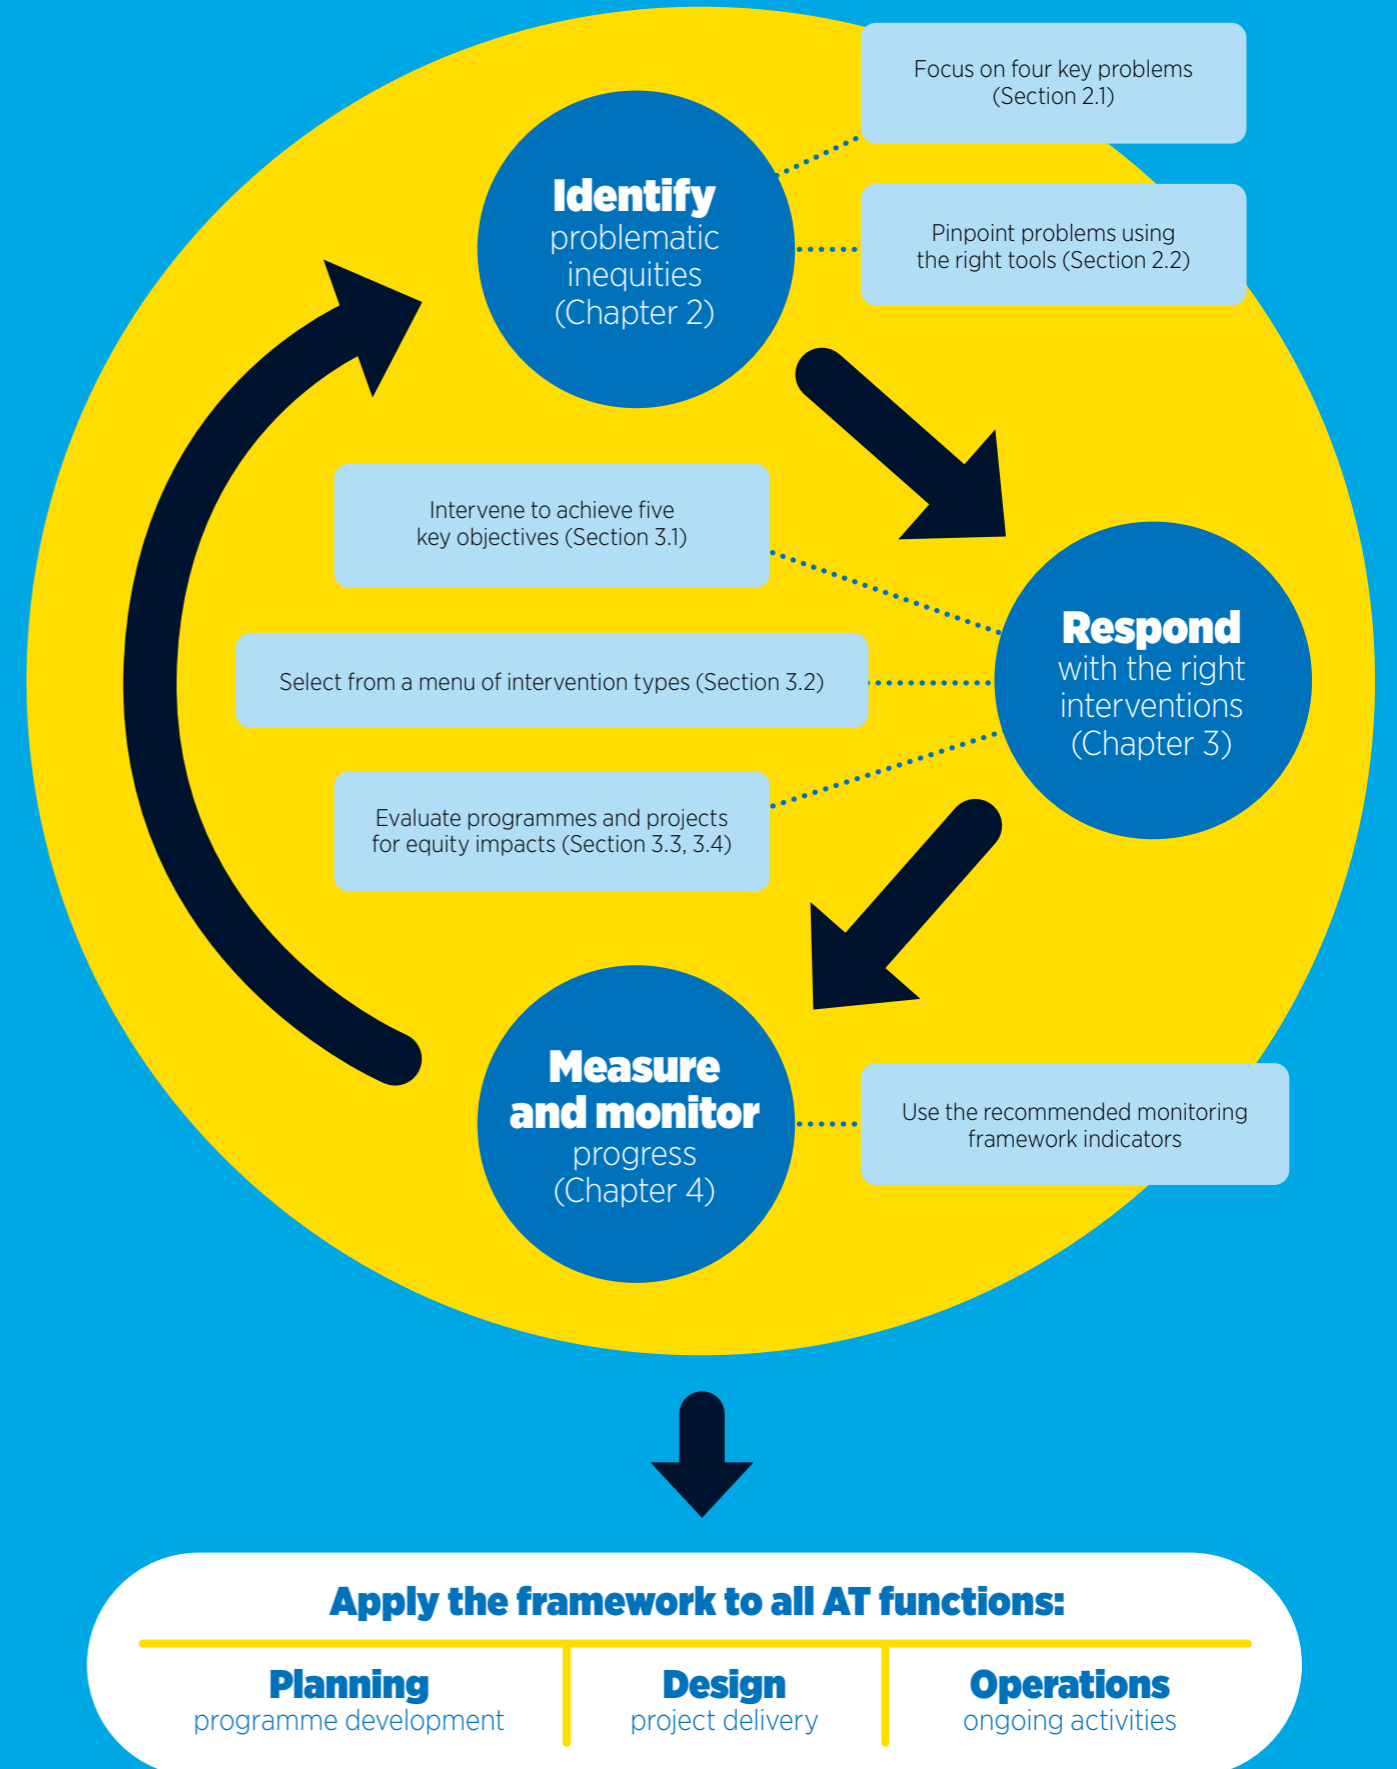 Focus on four key problems
(Section 2.1)
Identify
problematic
inequities
(Chapter 2)
Pinpoint problems using
the right tools (Section 2.2)
Intervene to achieve five
key objectives (Section 3.1)
Respond
with the right
interventions
(Chapter 3)
Select from a menu of intervention types (Section 3.2)
Evaluate programmes and projects
for equity impacts (Section 3.3, 3.4)
Measure
and monitor
progress
(Chapter 4)
Use the recommended monitoring
framework indicators
Apply the framework to all AT functions:
Planning
programme development
Design
project delivery
Operations
ongoing activities